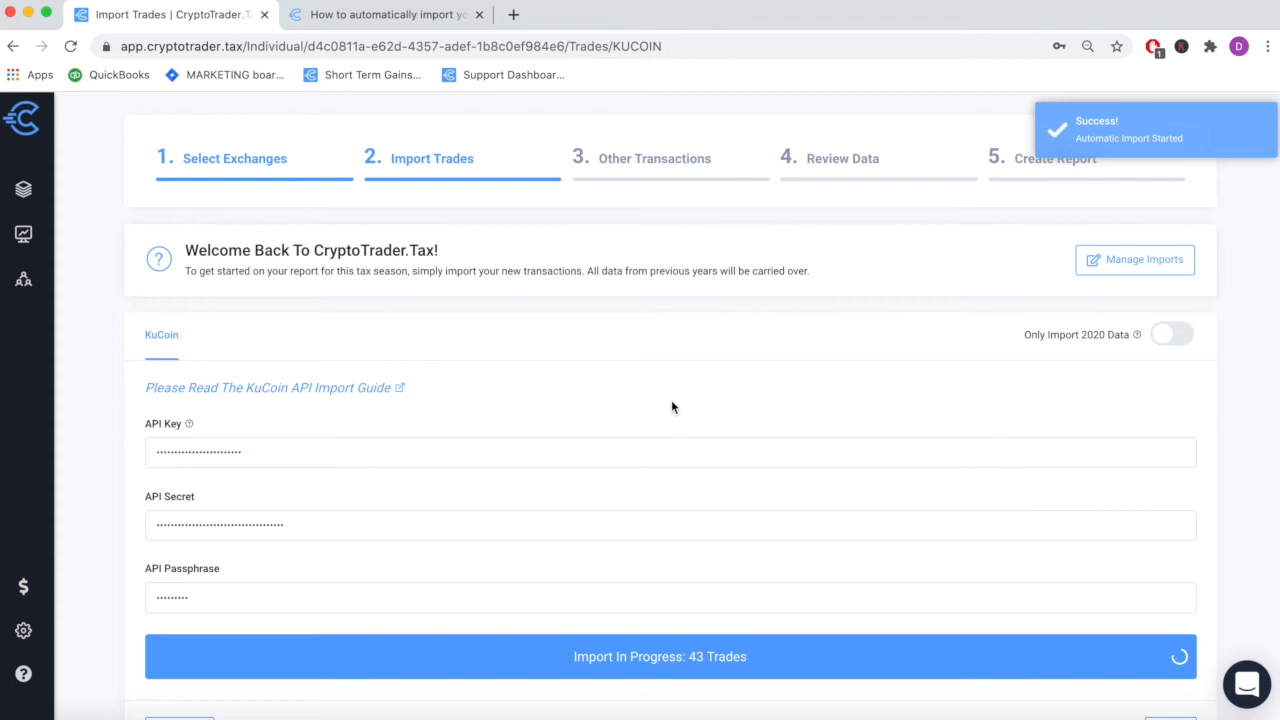 Import Trades | CryptoTrader.T
How to automatically import yo
app.cryptotrader.tax/Individual/d4c0811a-e62d-4357-adef-1b8c0ef984e6/Trades/KUCOIN
1
K
D
Apps
qb
QuickBooks
MARKETING boar...
Short Term Gains...
Support Dashboar...
Success!
Automatic Import Started
1. Select Exchanges
2. Import Trades
3. Other Transactions
4. Review Data
5. Create Report
Welcome Back To CryptoTrader.Tax!
To get started on your report for this tax season, simply import your new transactions. All data from previous years will be carried over.
Manage Imports
KuCoin
Only Import 2020 Data
Please Read The KuCoin API Import Guide
API Key
API Secret
API Passphrase
Import In Progress: 43 Trades